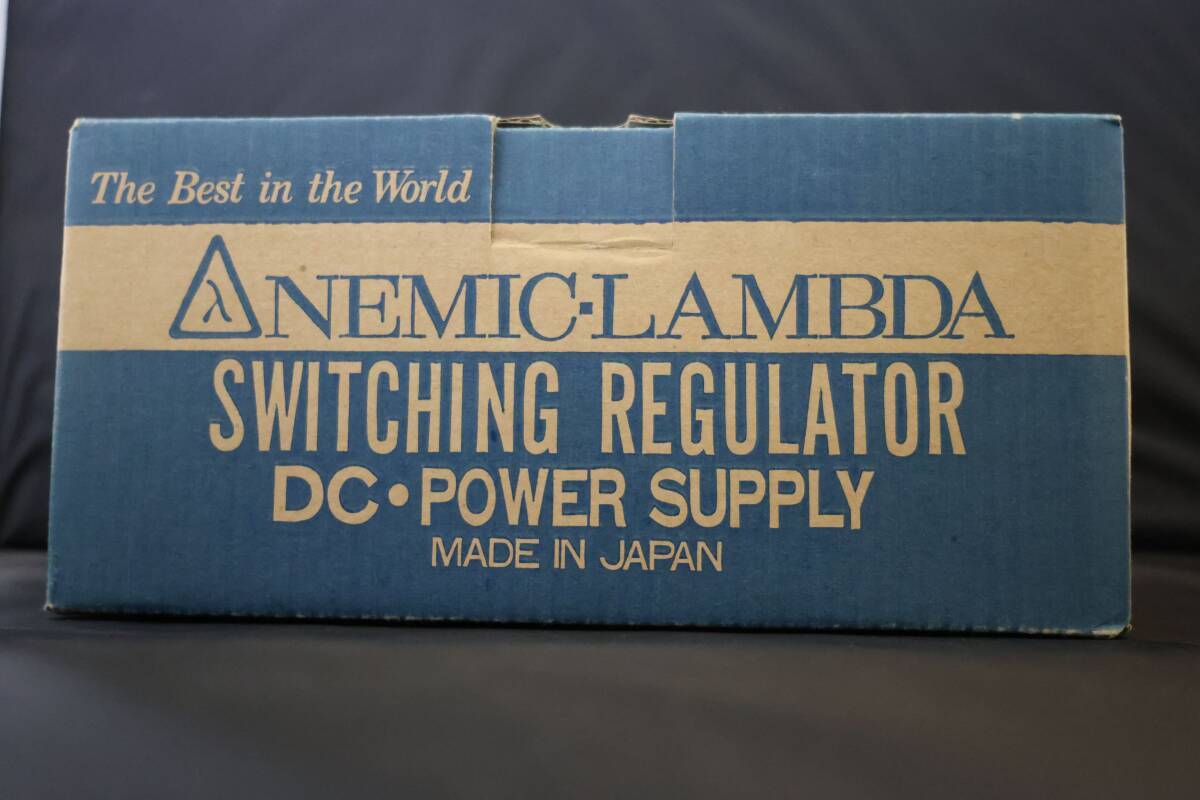 The Best in the World
λ NEMIC·LAMBDA
SWITCHING REGULATOR
DC·POWER SUPPLY
MADE IN JAPAN